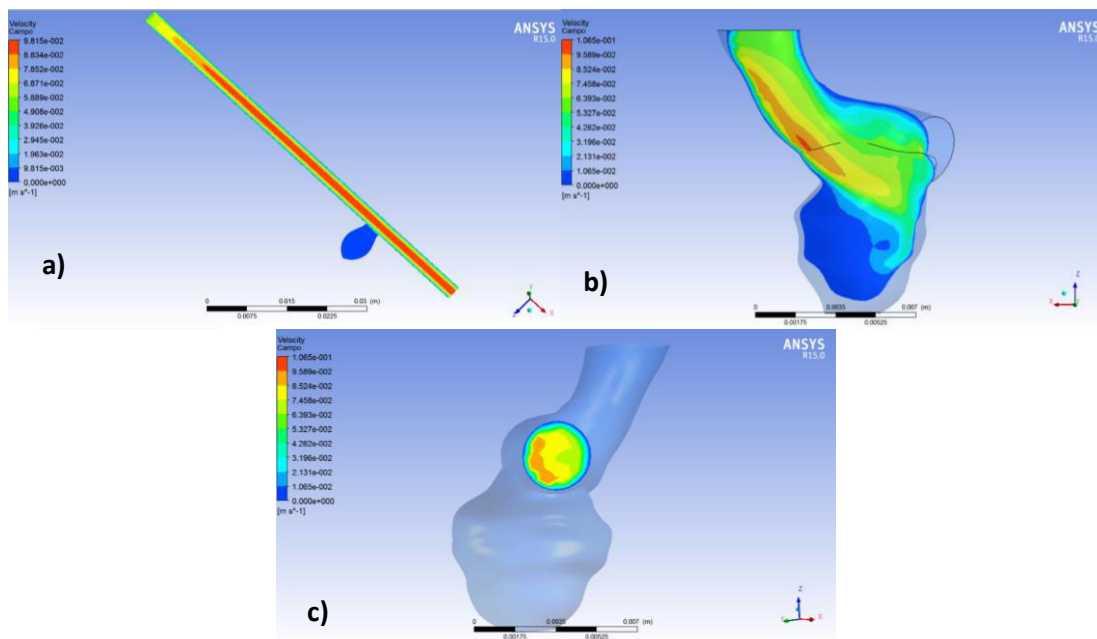 Velocity
Campo
9.815e-002
8.834e-002
7.852e-002
6.871e-002
5.889e-002
4.908e-002
3.926e-002
2.945e-002
1.963e-002
9.815e-003
0.000e+000
[m s^-1]
ANSYS
R15.0
a)
0 0.015 0.03 (m)
0.0075 0.0225
Y
Z X
Velocity
Campo
1.065e-001
9.589e-002
8.524e-002
7.458e-002
6.393e-002
5.327e-002
4.262e-002
3.196e-002
2.131e-002
1.065e-002
0.000e+000
[m s^-1]
ANSYS
R15.0
b)
0 0.0035 0.007 (m)
0.00175 0.00525
Z
X Y
Velocity
Campo
1.065e-001
9.589e-002
8.524e-002
7.458e-002
6.393e-002
5.327e-002
4.262e-002
3.196e-002
2.131e-002
1.065e-002
0.000e+000
[m s^-1]
ANSYS
R15.0
c)
0 0.0035 0.007 (m)
0.00175 0.00525
Z
Y X